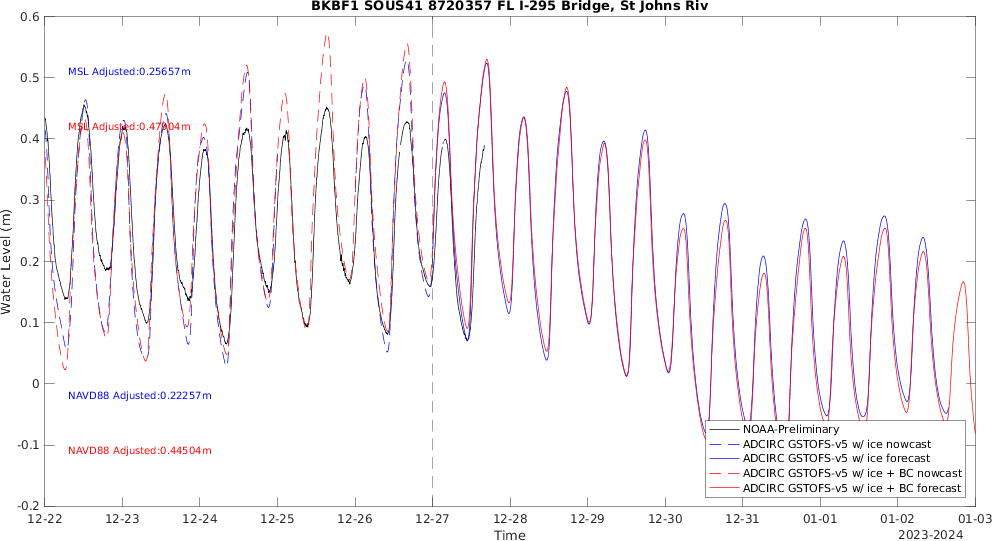 BKBF1 SOUS41 8720357 FL I-295 Bridge, St Johns Riv
0.6
0.5
0.4
0.3
0.2
0.1
0
-0.1
-0.2
Water Level (m)
MSL Adjusted:0.25657m
NAVD88 Adjusted:0.22257m
NAVD88 Adjusted:0.44504m
NOAA-Preliminary
ADCIRC GSTOFS-v5 w/ ice nowcast
ADCIRC GSTOFS-v5 w/ ice forecast
ADCIRC GSTOFS-v5 w/ ice + BC nowcast
ADCIRC GSTOFS-v5 w/ ice + BC forecast
12-22 12-23 12-24 12-25 12-26 12-27 12-28 12-29 12-30 12-31 01-01 01-02 01-03
Time
2023-2024
MSL Adjusted: